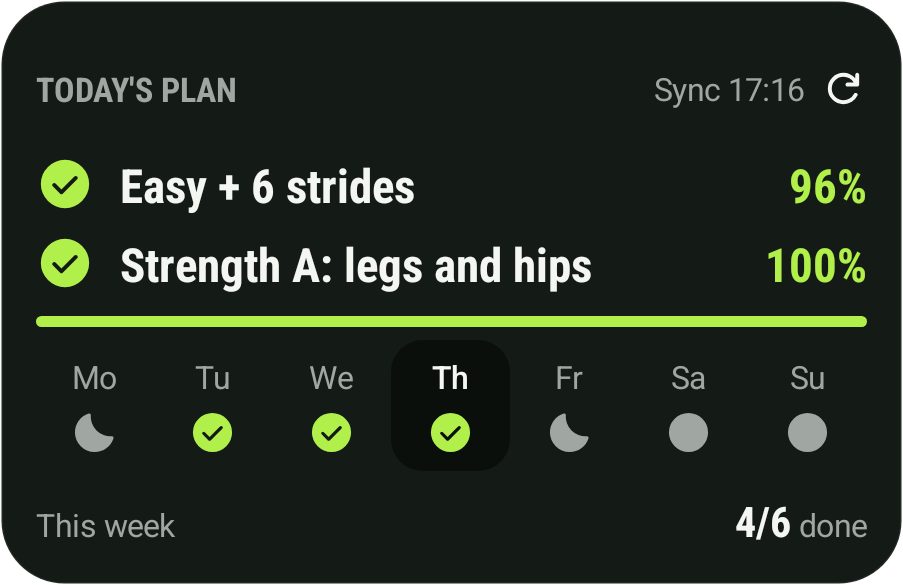 TODAY'S PLAN Sync 17:16
Easy + 6 strides 96%
Strength A: legs and hips 100%
Mo Tu We Th Fr Sa Su
This week 4/6 done